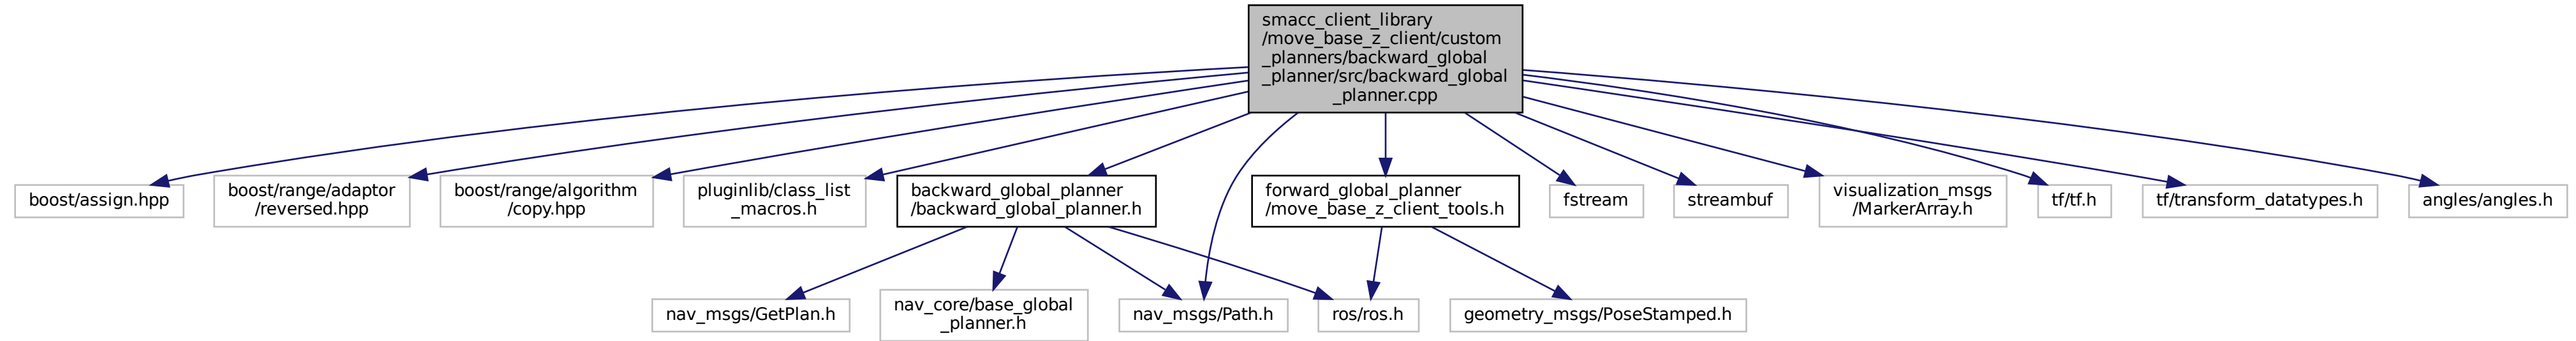 smacc_client_library
/move_base_z_client/custom
_planners/backward_global
_planner/src/backward_global
_planner.cpp
boost/assign.hpp
boost/range/adaptor
/reversed.hpp
boost/range/algorithm
/copy.hpp
pluginlib/class_list
_macros.h
backward_global_planner
/backward_global_planner.h
forward_global_planner
/move_base_z_client_tools.h
fstream
streambuf
visualization_msgs
/MarkerArray.h
tf/tf.h
tf/transform_datatypes.h
angles/angles.h
nav_msgs/GetPlan.h
nav_core/base_global
_planner.h
nav_msgs/Path.h
ros/ros.h
geometry_msgs/PoseStamped.h